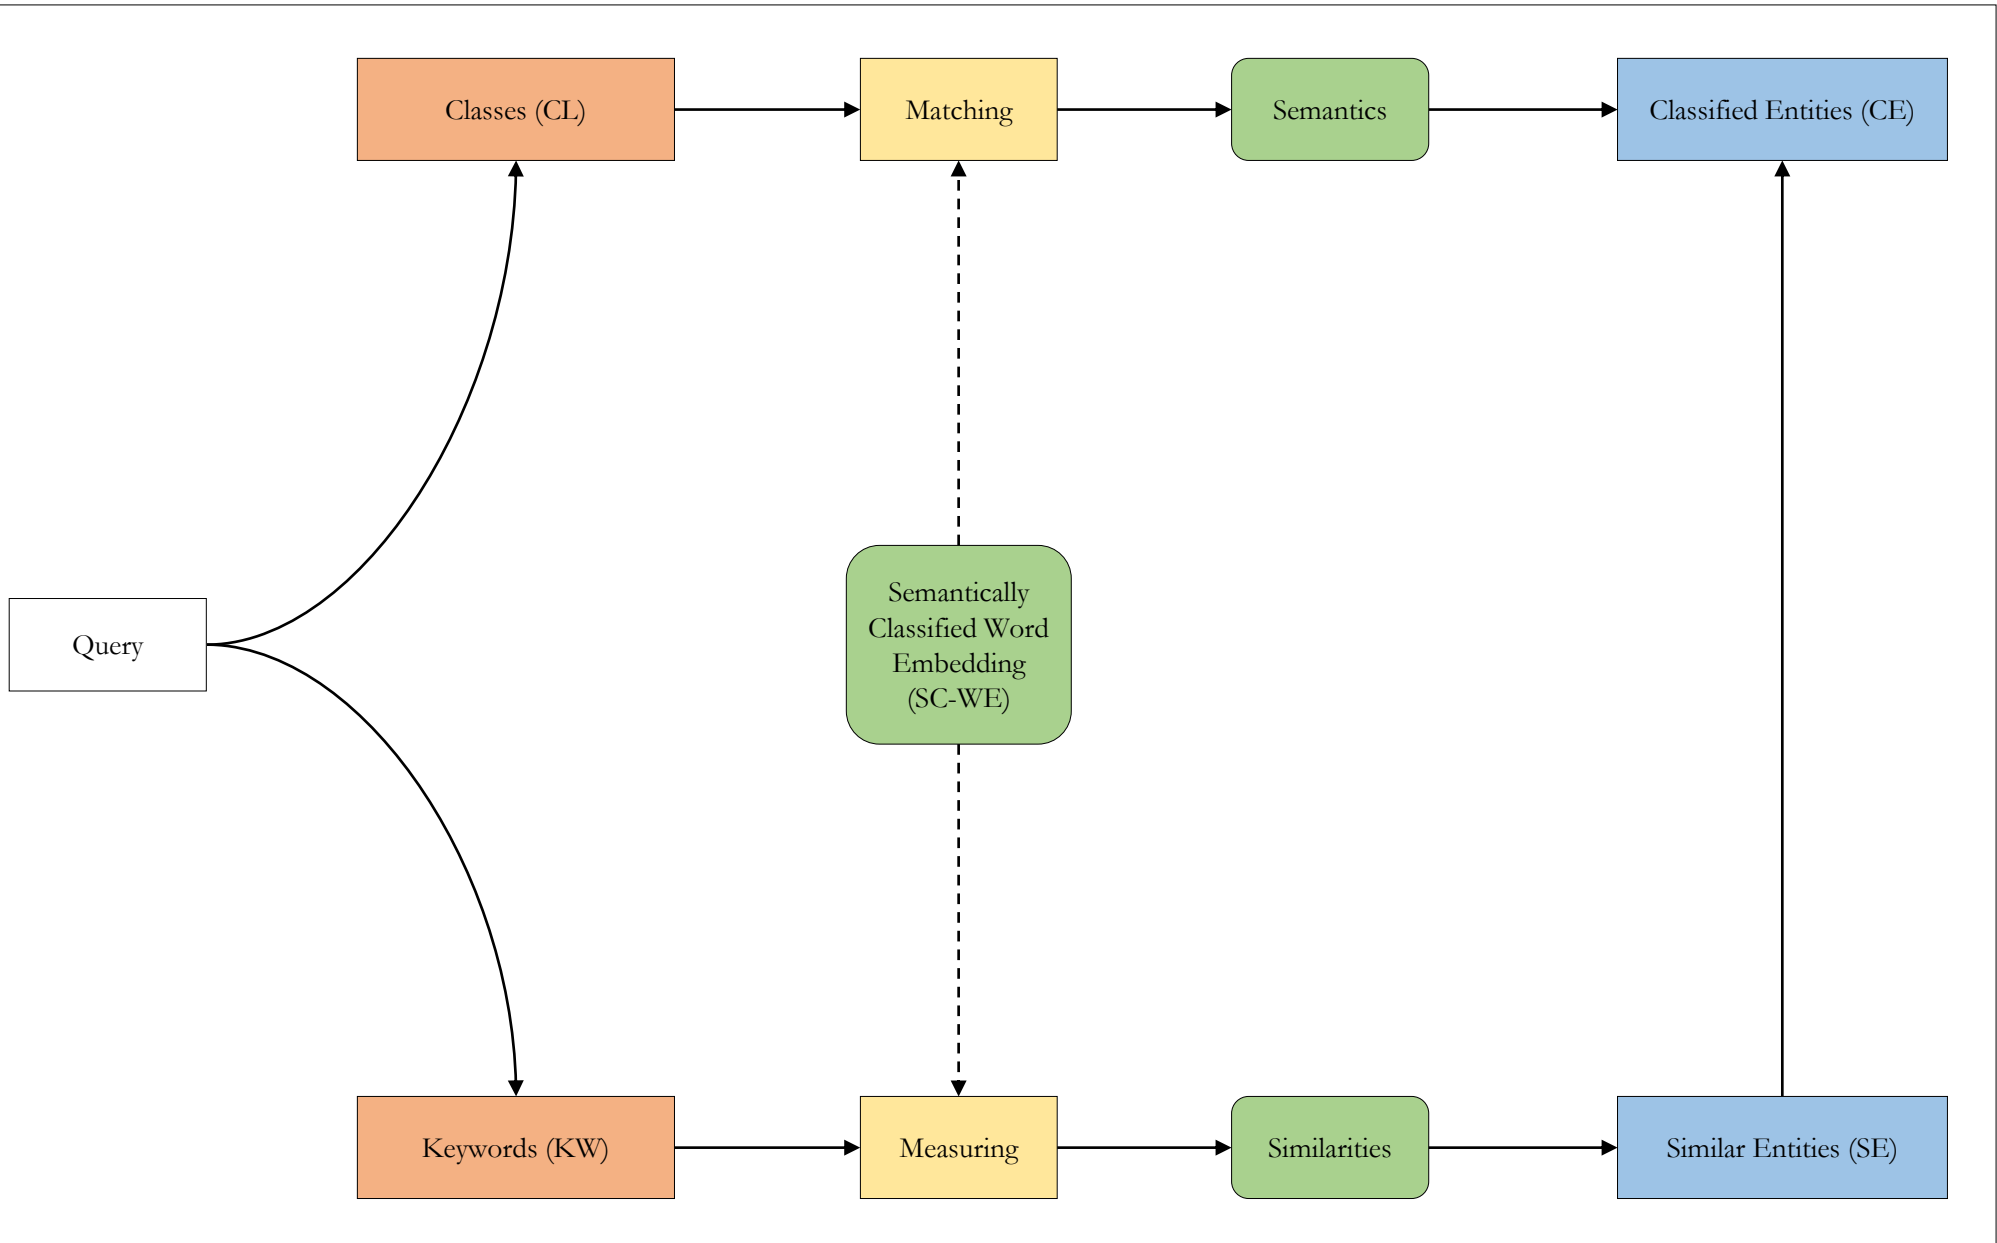 Classes (CL)
Matching
Semantics
Classified Entities (CE)
Query
Semantically
Classified Word
Embedding
(SC-WE)
Keywords (KW)
Measuring
Similarities
Similar Entities (SE)